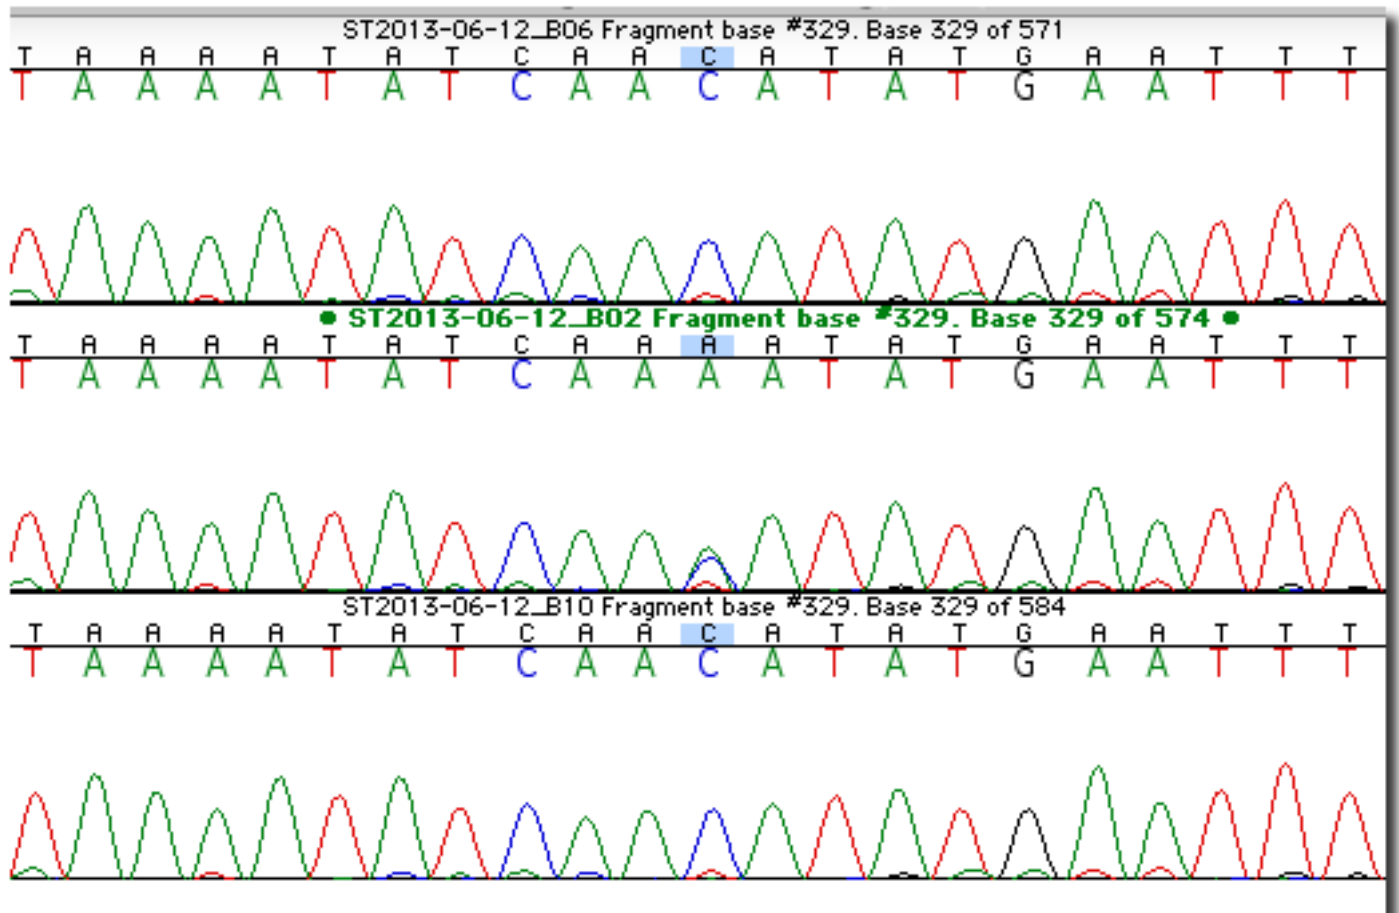 ST2013-06-12_B06 Fragment base #329. Base 329 of 571
T A A A A T A T C A A C A T A T G A A T T T
T A A A A T A T C A A C A T A T G A A T T T
● ST2013-06-12_B02 Fragment base #329. Base 329 of 574 ●
T A A A A T A T C A A A A T A T G A A T T T
T A A A A T A T C A A A A T A T G A A T T T
ST2013-06-12_B10 Fragment base #329. Base 329 of 584
T A A A A T A T C A A C A T A T G A A T T T
T A A A A T A T C A A C A T A T G A A T T T